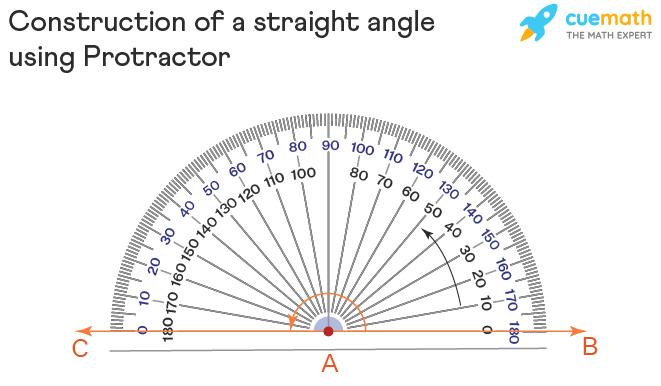 Construction of a straight angle
using Protractor
cuemath
THE MATH EXPERT
0 10 20 30 40 50 60 70 80 90 100 110 120 130 140 150 160 170 180
180 170 160 150 140 130 120 110 100 80 70 60 50 40 30 20 10 0
C
A
B